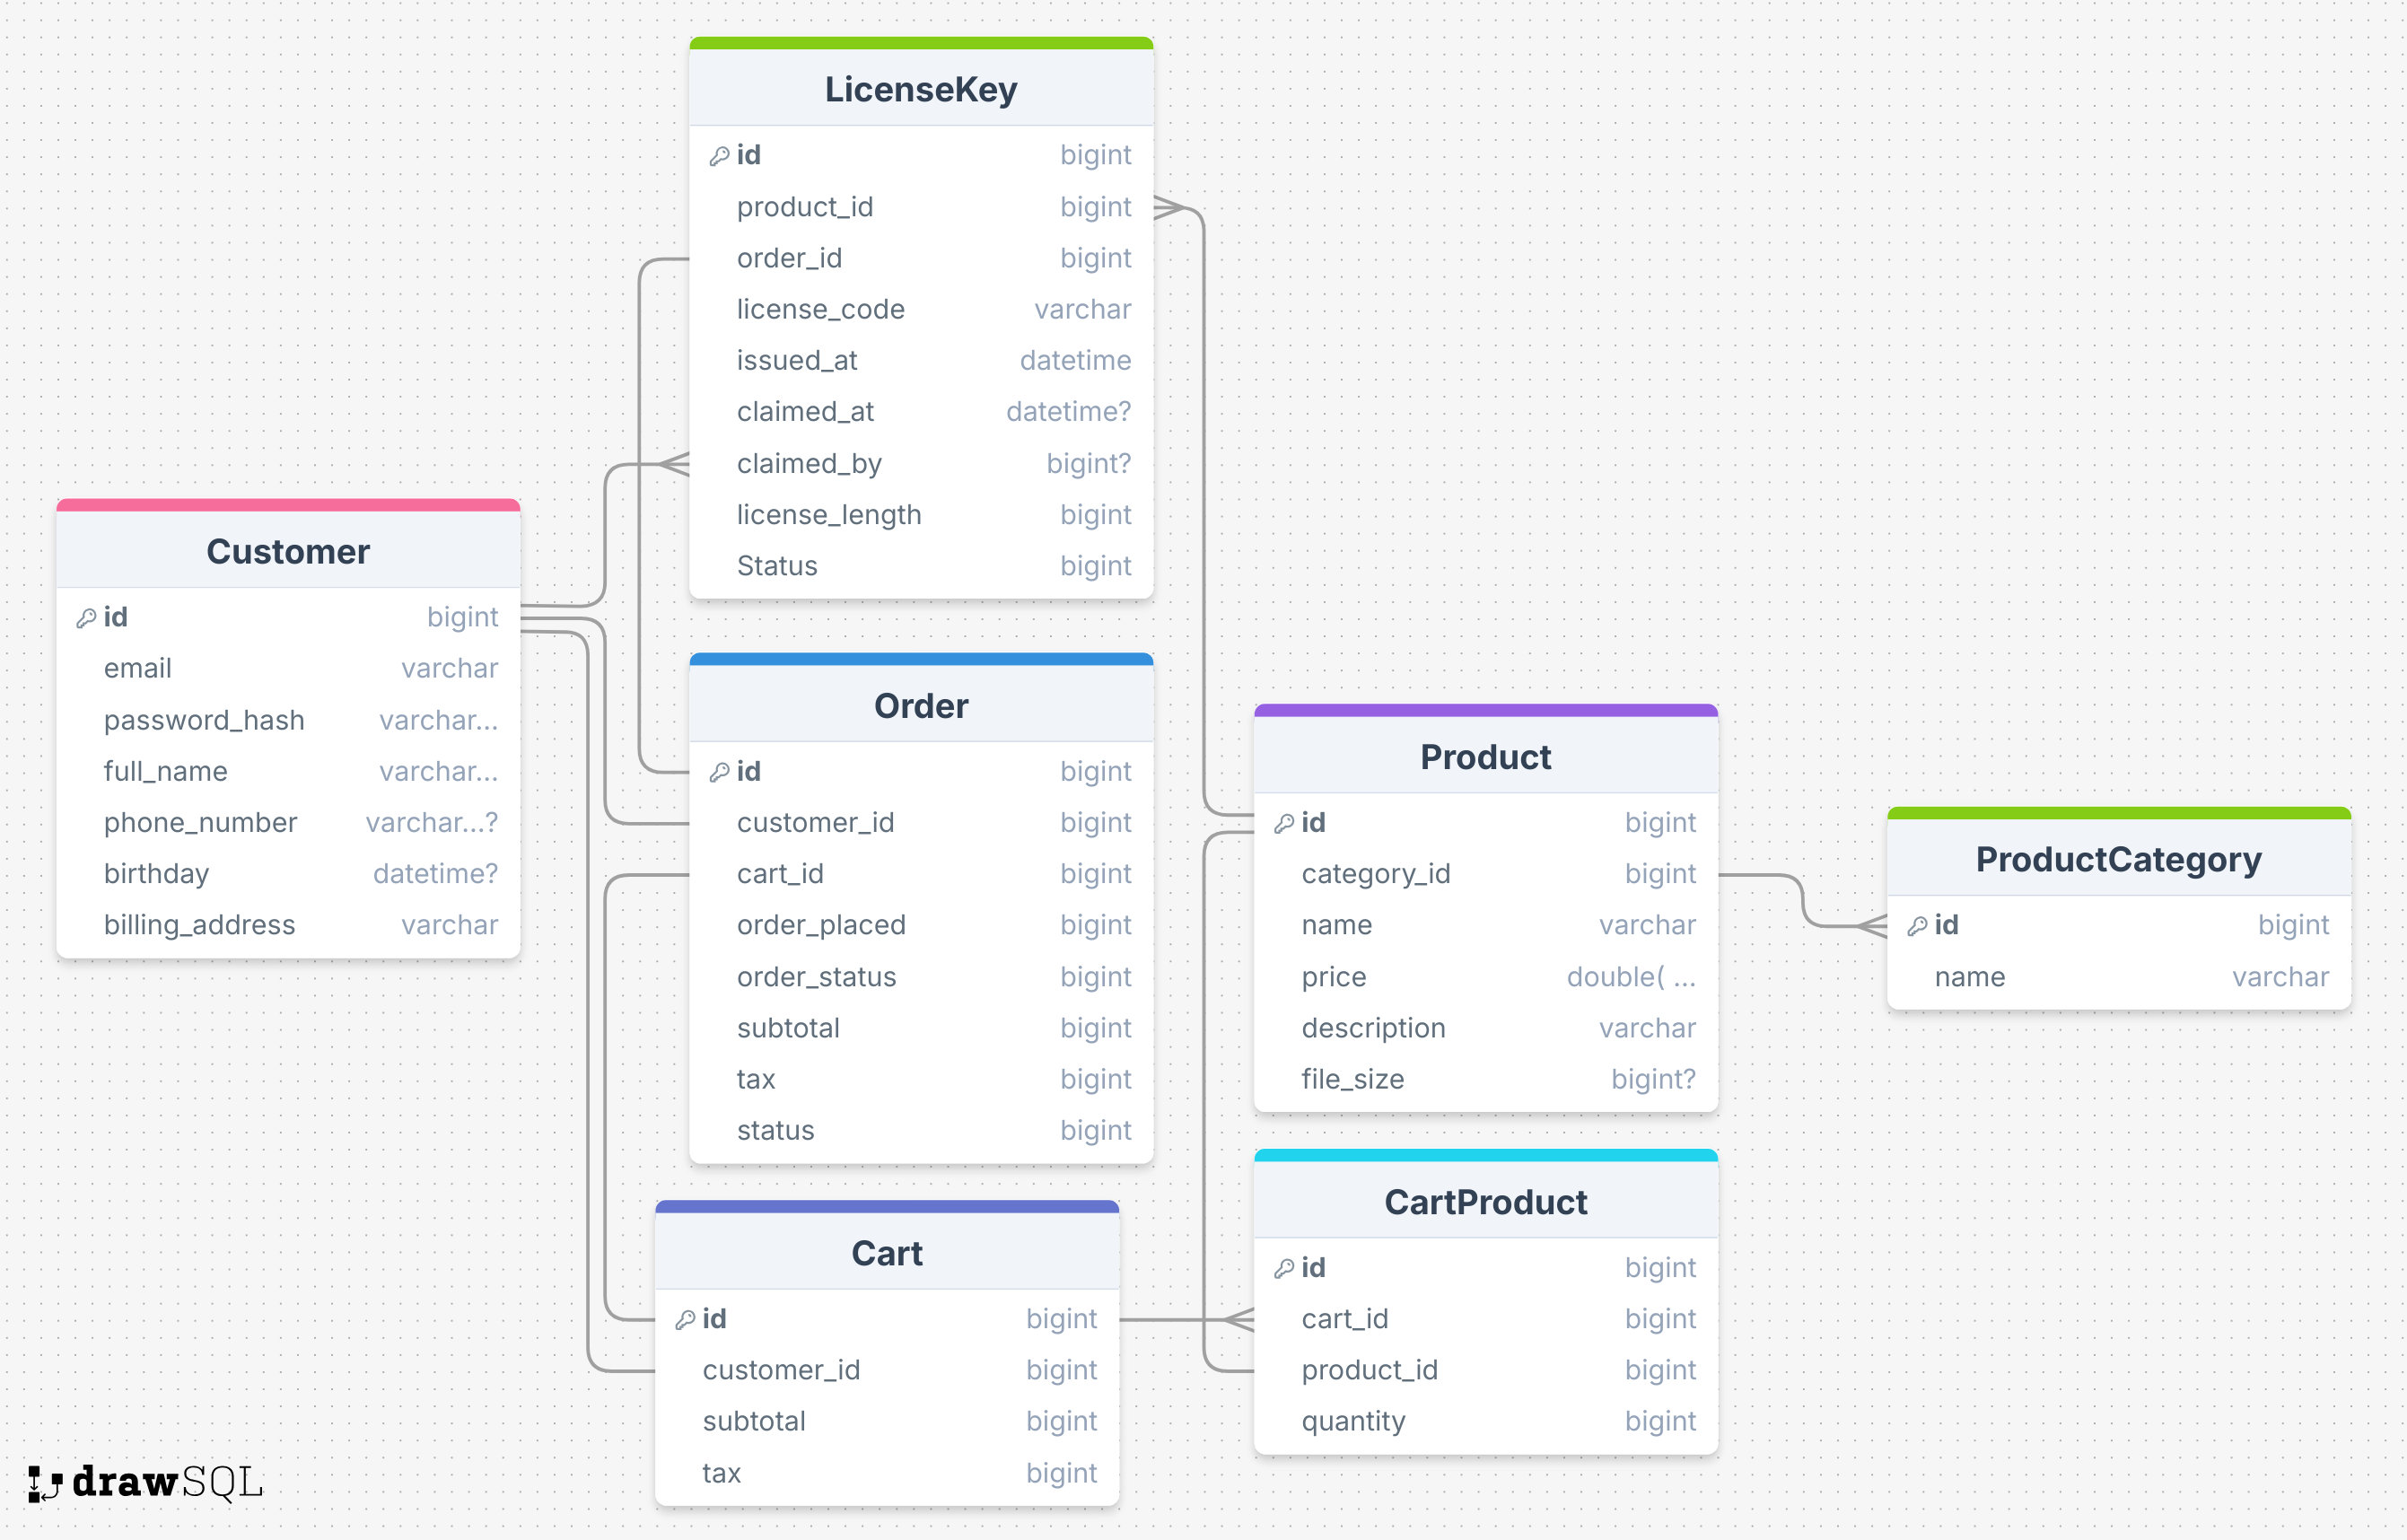 LicenseKey
id bigint
product_id bigint
order_id bigint
license_code varchar
issued_at datetime
claimed_at datetime?
claimed_by bigint?
license_length bigint
Status bigint
Customer
id bigint
email varchar
password_hash varchar...
full_name varchar...
phone_number varchar...?
birthday datetime?
billing_address varchar
Order
id bigint
customer_id bigint
cart_id bigint
order_placed bigint
order_status bigint
subtotal bigint
tax bigint
status bigint
Product
id bigint
category_id bigint
name varchar
price double( ...
description varchar
file_size bigint?
ProductCategory
id bigint
name varchar
Cart
id bigint
customer_id bigint
subtotal bigint
tax bigint
CartProduct
id bigint
cart_id bigint
product_id bigint
quantity bigint
drawSQL